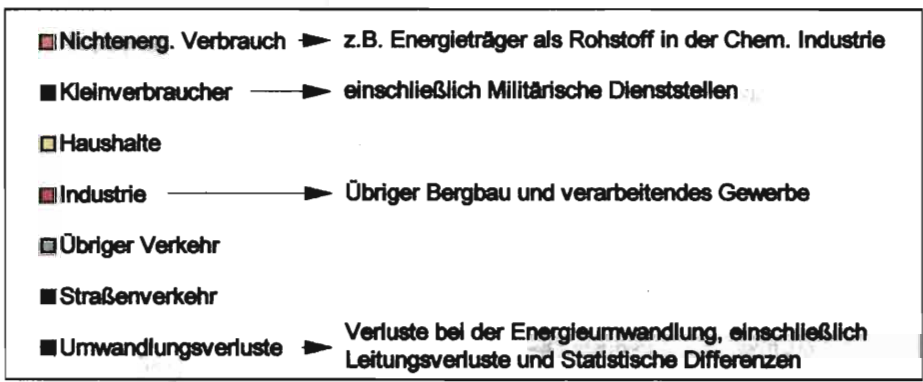 Nichtenerg. Verbrauch z.B. Energieträger als Rohstoff in der Chem. Industrie
Kleinverbraucher einschließlich Militärische Dienststellen
Haushalte
Industrie Übriger Bergbau und verarbeitendes Gewerbe
Übriger Verkehr
Straßenverkehr
Umwandlungsverluste Verluste bei der Energieumwandlung, einschließlich
Leitungsverluste und Statistische Differenzen